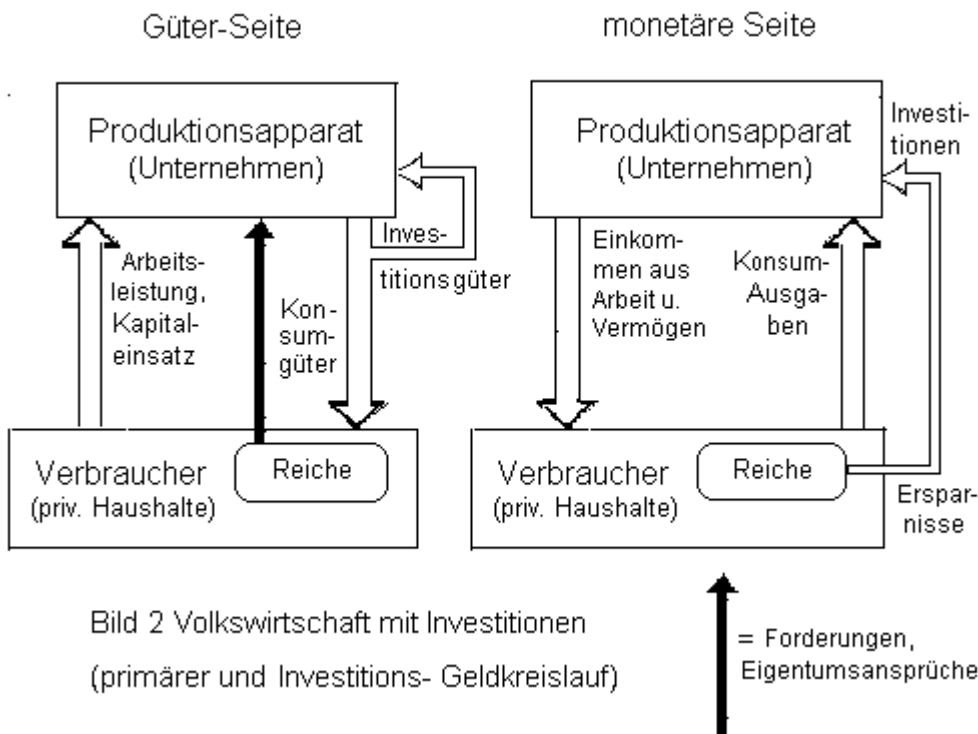 Güter-Seite
monetäre Seite
Produktionsapparat
(Unternehmen)
Inves-
titionsgüter
Arbeits-
leistung,
Kapital-
einsatz
Kon-
sum-
güter
Verbraucher
(priv. Haushalte)
Reiche
Produktionsapparat
(Unternehmen)
Investi-
tionen
Einkom-
men aus
Arbeit u.
Vermögen
Konsum-
Ausga-
ben
Verbraucher
(priv. Haushalte)
Reiche
Erspar-
nisse
Bild 2 Volkswirtschaft mit Investitionen
(primärer und Investitions- Geldkreislauf)
= Forderungen,
Eigentumsansprüche